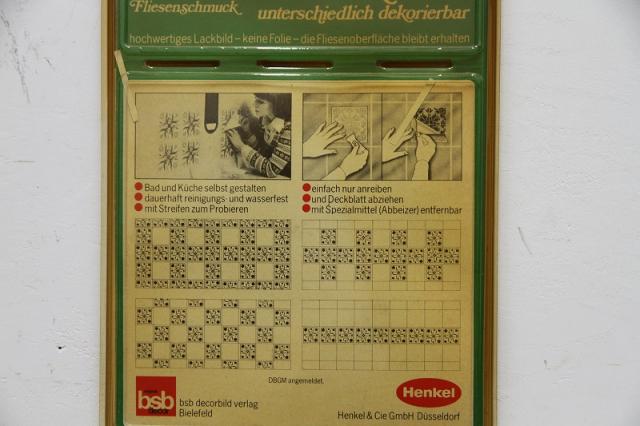 Fliesenschmuck
unterschiedlich dekorierbar
hochwertiges Lackbild – keine Folie – die Fliesenoberfläche bleibt erhalten
Bad und Küche selbst gestalten
dauerhaft reinigungs- und wasserfest
mit Streifen zum Probieren
einfach nur anreiben
und Deckblatt abziehen
mit Spezialmittel (Abbeizer) entfernbar
DBGM angemeldet.
bsb
decor
bsb decorbild verlag
Bielefeld
Henkel
Henkel & Cie GmbH Düsseldorf